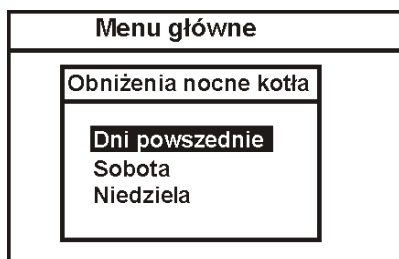 Menu główne
Obniżenia nocne kotła
Dni powszednie
Sobota
Niedziela